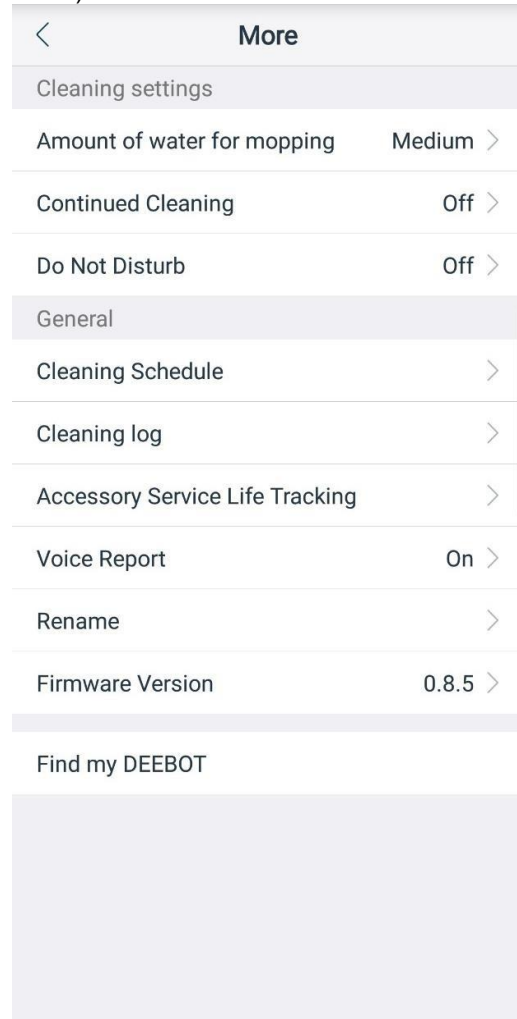 More
Cleaning settings
Amount of water for mopping Medium
Continued Cleaning Off
Do Not Disturb Off
General
Cleaning Schedule
Cleaning log
Accessory Service Life Tracking
Voice Report On
Rename
Firmware Version 0.8.5
Find my DEEBOT